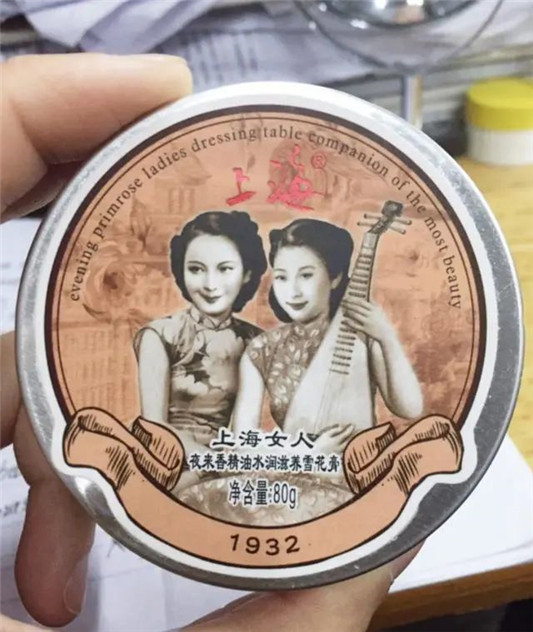 evening primrose ladies dressing table companion of the most beauty
上海®
上海女人
夜来香精油水润滋养雪花膏
净含量:80g
1932